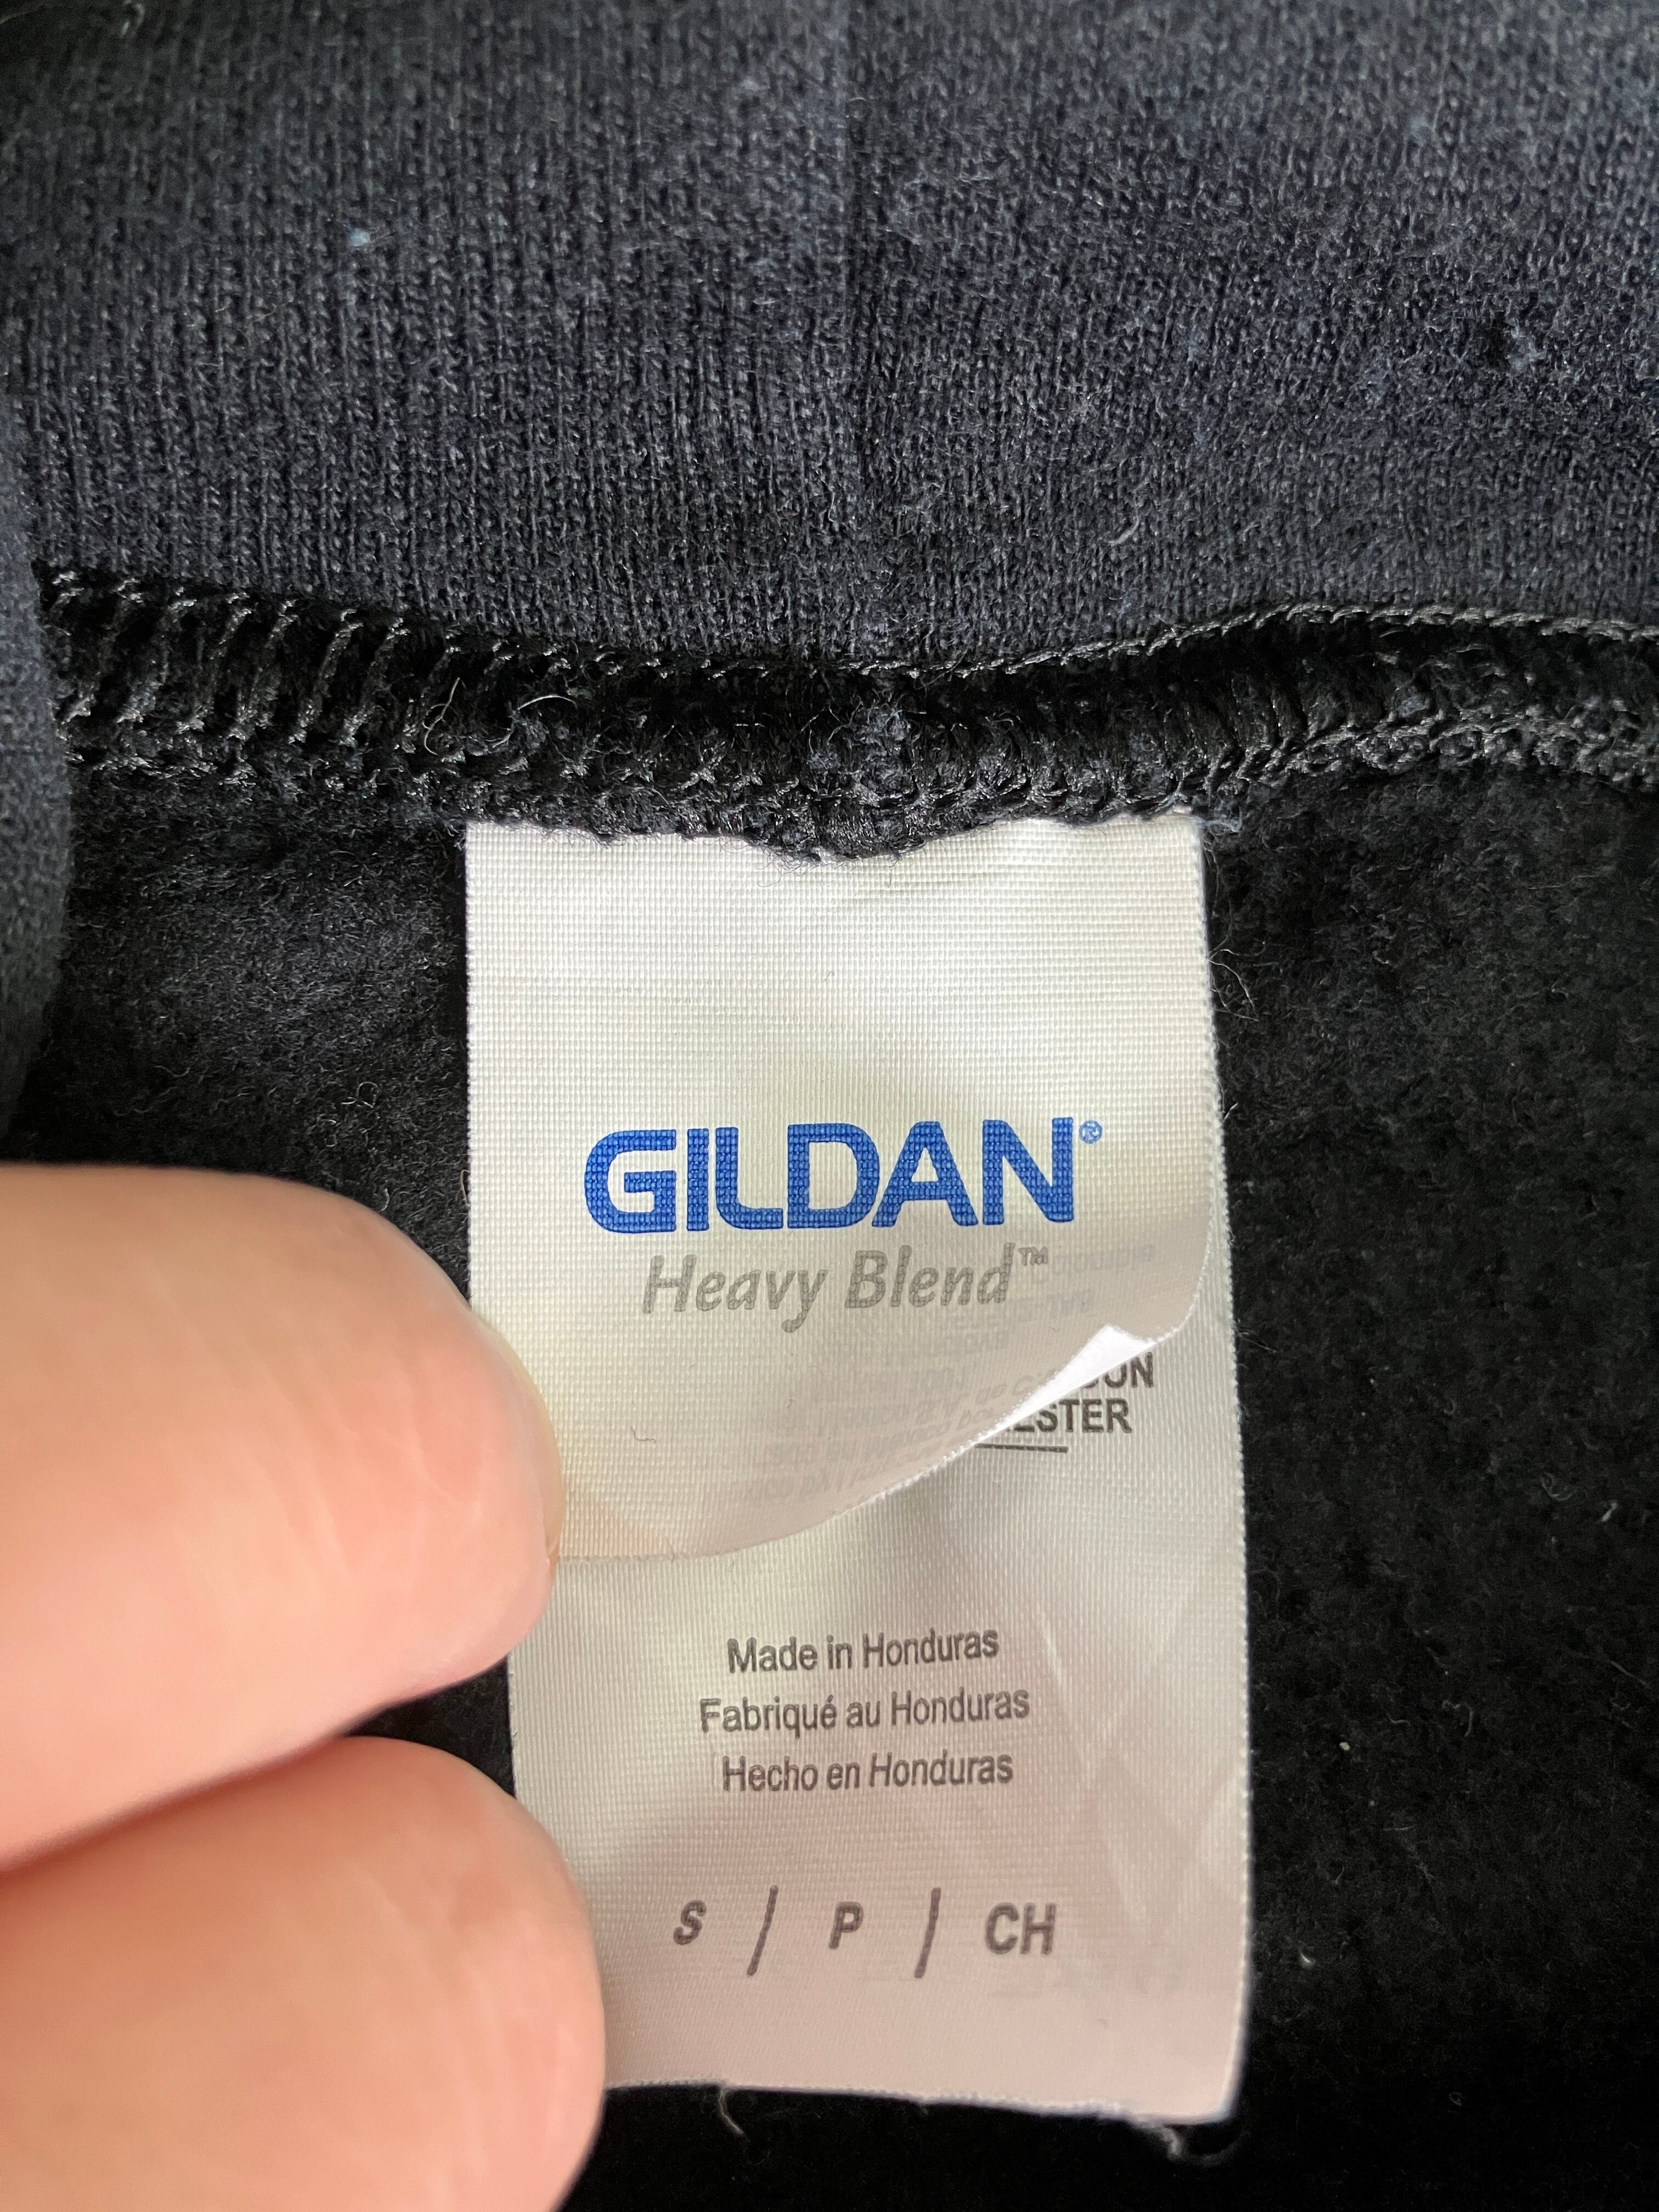 GILDAN®
Heavy Blend™
Made in Honduras
Fabriqué au Honduras
Hecho en Honduras
S / P / CH